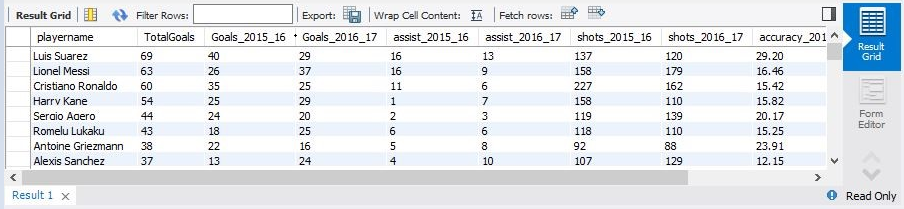 Result Grid Filter Rows: Export: Wrap Cell Content: Fetch rows:
playername TotalGoals Goals_2015_16 Goals_2016_17 assist_2015_16 assist_2016_17 shots_2015_16 shots_2016_17 accuracy_201
Luis Suarez 69 40 29 16 13 137 120 29.20
Lionel Messi 63 26 37 16 9 158 179 16.46
Cristiano Ronaldo 60 35 25 11 6 227 162 15.42
Harry Kane 54 25 29 1 7 158 110 15.82
Sergio Agero 44 24 20 2 3 119 139 20.17
Romelu Lukaku 43 18 25 6 6 118 110 15.25
Antoine Griezmann 38 22 16 5 8 92 88 23.91
Alexis Sanchez 37 13 24 4 10 107 129 12.15
Result
Grid
Form
Editor
Result 1 Read Only